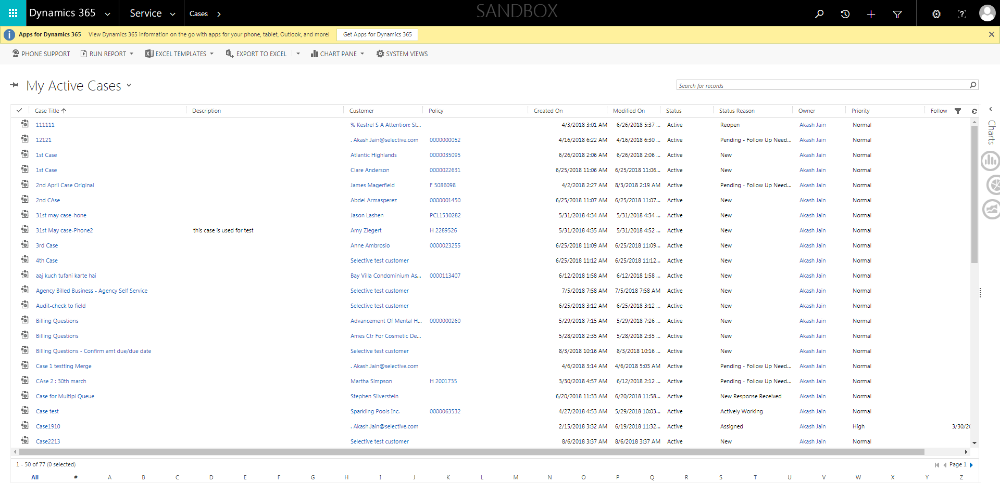 Dynamics 365 Service Cases SANDBOX
Apps for Dynamics 365 View Dynamics 365 information on the go with apps for your phone, tablet, Outlook, and more! Get Apps for Dynamics 365
PHONE SUPPORT RUN REPORT EXCEL TEMPLATES EXPORT TO EXCEL CHART PANE SYSTEM VIEWS
My Active Cases Search for records
Case Title Description Customer Policy Created On Modified On Status Status Reason Owner Priority Follow
Charts
111111 % Kestrel S A Attention: St... 4/3/2018 3:01 AM 6/26/2018 5:37 ... Active Reopen Akash Jain Normal
12121 . Akash.Jain@selective.com 0000000052 4/16/2018 6:22 AM 4/16/2018 6:30 ... Active Pending - Follow Up Need... Akash Jain Normal
1st Case Atlantic Highlands 0000035095 6/26/2018 2:06 AM 6/26/2018 2:06 ... Active New Akash Jain Normal
1st Case Clare Anderson 0000022631 6/25/2018 11:06 AM 6/25/2018 11:06... Active New Akash Jain Normal
2nd April Case Original James Magerfield F 5086098 4/2/2018 2:27 AM 8/3/2018 2:19 AM Active Pending - Follow Up Need... Akash Jain Normal
2nd CAse Abdel Armasperez 0000001450 6/25/2018 11:07 AM 6/25/2018 11:07... Active New Akash Jain Normal
31st may case-hone Jason Lashen PCL1530282 5/31/2018 4:34 AM 5/31/2018 4:34 ... Active New Akash Jain Normal
31st May case-Phone2 this case is used for test Amy Ziegert H 2289526 5/31/2018 4:35 AM 5/31/2018 4:52 ... Active New Akash Jain Normal
3rd Case Anne Ambrosio 0000023255 6/25/2018 11:09 AM 6/25/2018 11:09... Active New Akash Jain Normal
4th Case Selective test customer 6/25/2018 11:12 AM 6/25/2018 11:12... Active New Akash Jain Normal
aaj kuch tufani karte hai Bay Villa Condominium As... 0000113407 6/12/2018 1:58 AM 6/12/2018 1:58 ... Active New Akash Jain Normal
Agency Billed Business - Agency Self Service Selective test customer 7/5/2018 7:58 AM 7/5/2018 7:58 AM Active New Akash Jain Normal
Audit-check to field Selective test customer 6/25/2018 3:12 AM 6/25/2018 3:12 ... Active New Akash Jain Normal
Billing Questions Advancement Of Mental H... 0000000260 5/29/2018 7:15 AM 5/29/2018 7:26 ... Active New Akash Jain Normal
Billing Questions Ames Ctr For Cosmetic De... 5/28/2018 2:35 AM 5/28/2018 2:35 ... Active New Akash Jain Normal
Billing Questions - Confirm amt due/due date Selective test customer 8/3/2018 10:16 AM 8/3/2018 10:16 ... Active New Akash Jain Normal
Case 1 testting Merge . Akash.Jain@selective.com 4/6/2018 3:14 AM 4/6/2018 5:03 AM Active Pending - Follow Up Need... Akash Jain Normal
CAse 2 : 30th march Martha Simpson H 2001735 3/30/2018 4:57 AM 6/12/2018 2:12 ... Active Pending - Follow Up Need... Akash Jain Normal
Case for Multipl Queue Stephen Silverstein 6/20/2018 11:33 AM 6/20/2018 11:58... Active New Response Received Akash Jain Normal
Case test Sparkling Pools Inc. 0000063532 4/27/2018 4:53 AM 5/29/2018 10:03... Active Actively Working Akash Jain Normal
Case1910 . Akash.Jain@selective.com 2/15/2018 3:32 AM 6/19/2018 11:32... Active Assigned Akash Jain High 3/30/20
Case2213 Selective test customer 8/6/2018 3:37 AM 8/6/2018 3:37 AM Active New Akash Jain Normal
1 - 50 of 77 (0 selected) Page 1
All # A B C D E F G H I J K L M N O P Q R S T U V W X Y Z